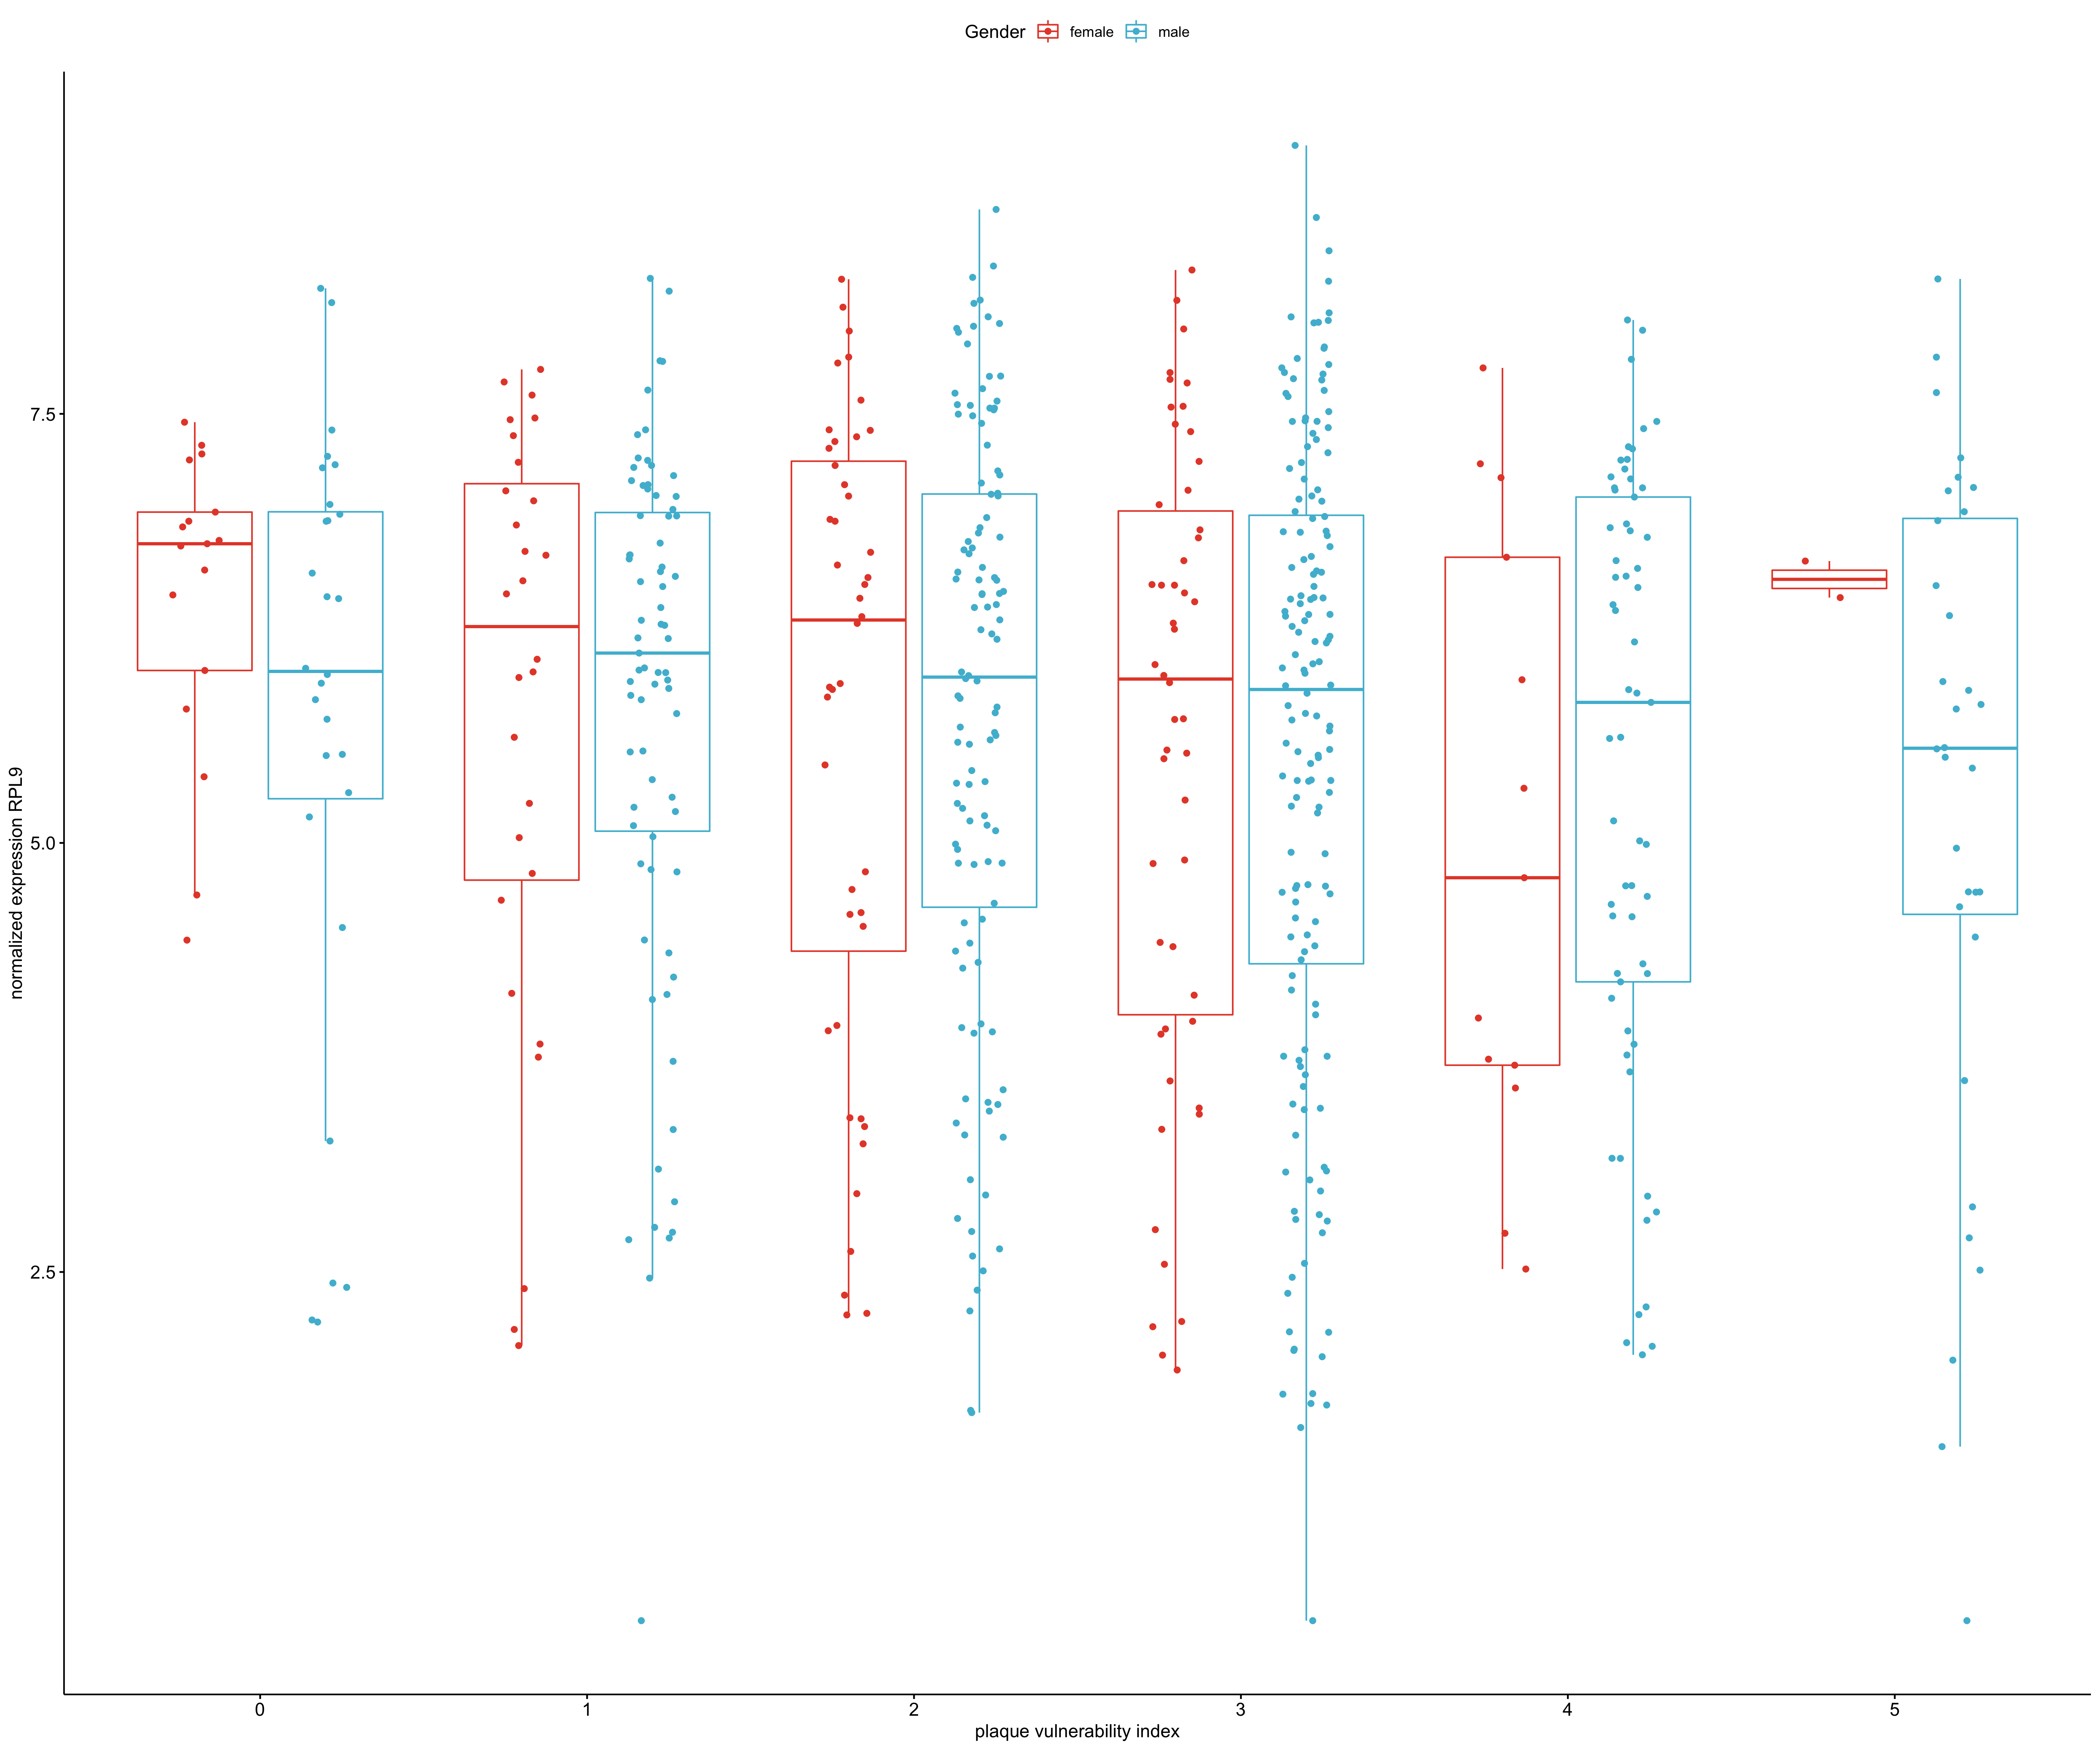 Gender female male
normalized expression RPL9
7.5
5.0
2.5
0 1 2 3 4 5
plaque vulnerability index